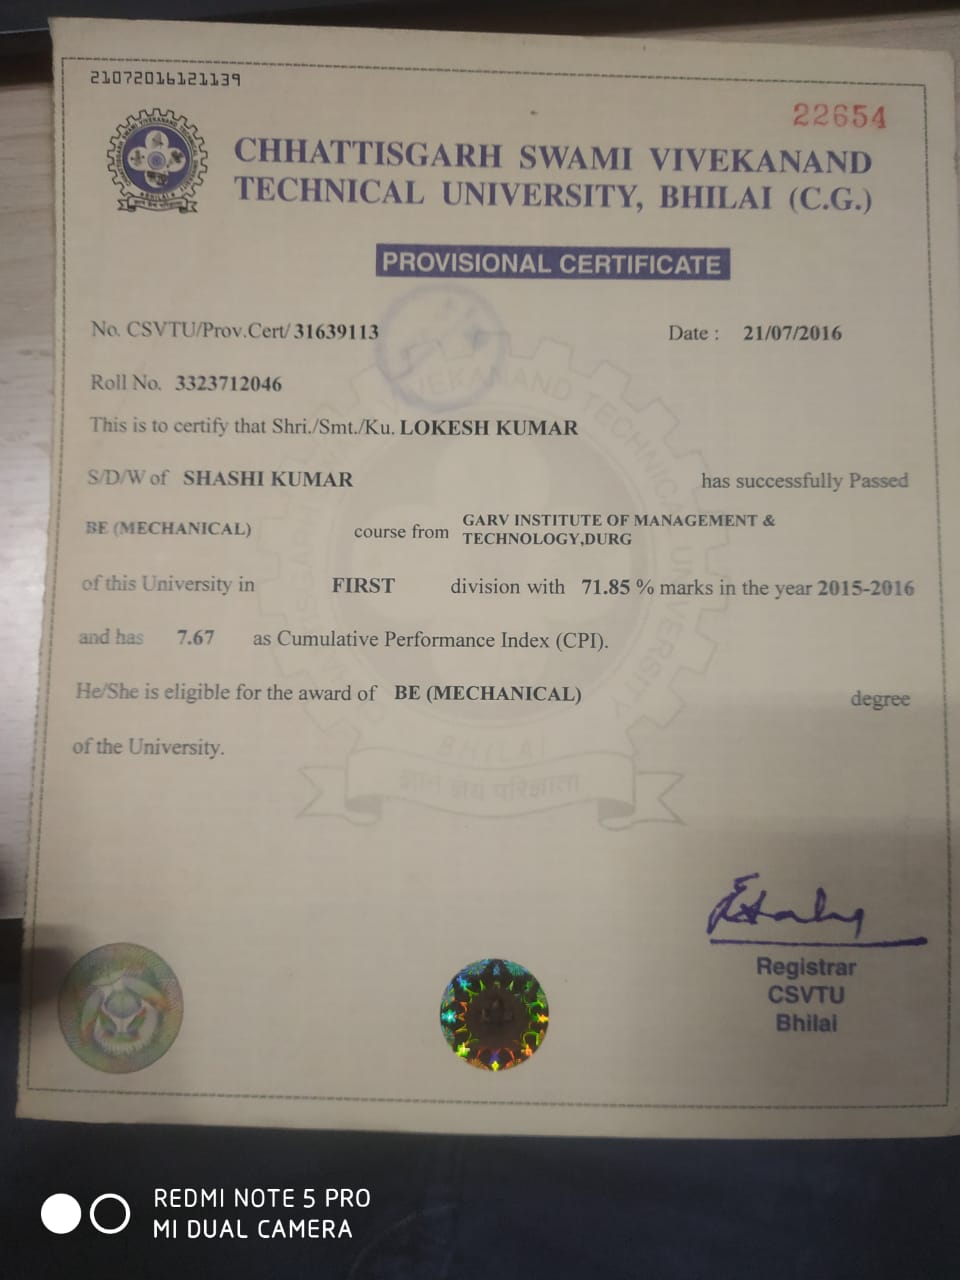 21072016121139
22654
CHHATTISGARH SWAMI VIVEKANAND
TECHNICAL UNIVERSITY, BHILAI (C.G.)
PROVISIONAL CERTIFICATE
No. CSVTU/Prov.Cert/ 31639113 Date : 21/07/2016
Roll No. 3323712046
This is to certify that Shri./Smt./Ku. LOKESH KUMAR
S/D/W of SHASHI KUMAR has successfully Passed
BE (MECHANICAL) course from GARV INSTITUTE OF MANAGEMENT &
TECHNOLOGY,DURG
of this University in FIRST division with 71.85 % marks in the year 2015-2016
and has 7.67 as Cumulative Performance Index (CPI).
He/She is eligible for the award of BE (MECHANICAL) degree
of the University.
BHILAI
Registrar
CSVTU
Bhilai
REDMI NOTE 5 PRO
MI DUAL CAMERA